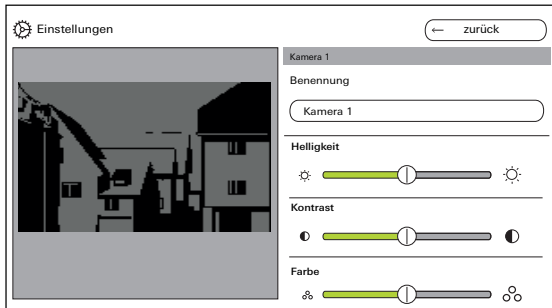 Einstellungen
← zurück
Kamera 1
Benennung
Kamera 1
Helligkeit
Kontrast
Farbe